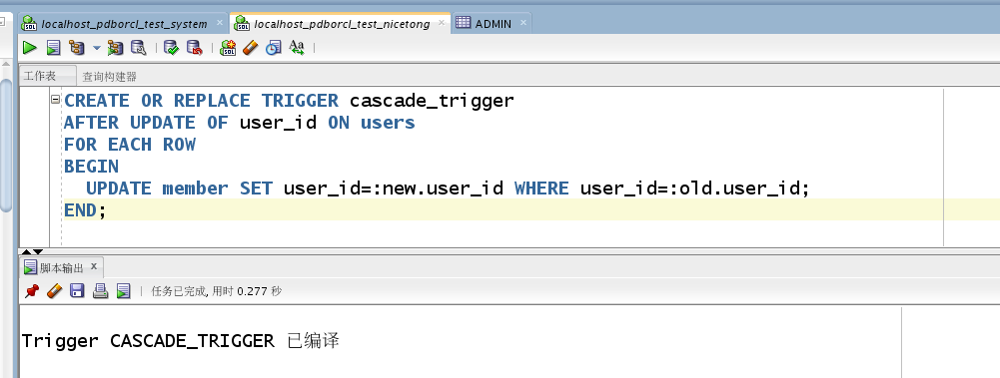 localhost_pdborcl_test_system localhost_pdborcl_test_nicetong ADMIN
工作表 查询构建器
CREATE OR REPLACE TRIGGER cascade_trigger
AFTER UPDATE OF user_id ON users
FOR EACH ROW
BEGIN
UPDATE member SET user_id=:new.user_id WHERE user_id=:old.user_id;
END;
脚本输出 x
任务已完成, 用时 0.277 秒
Trigger CASCADE_TRIGGER 已编译